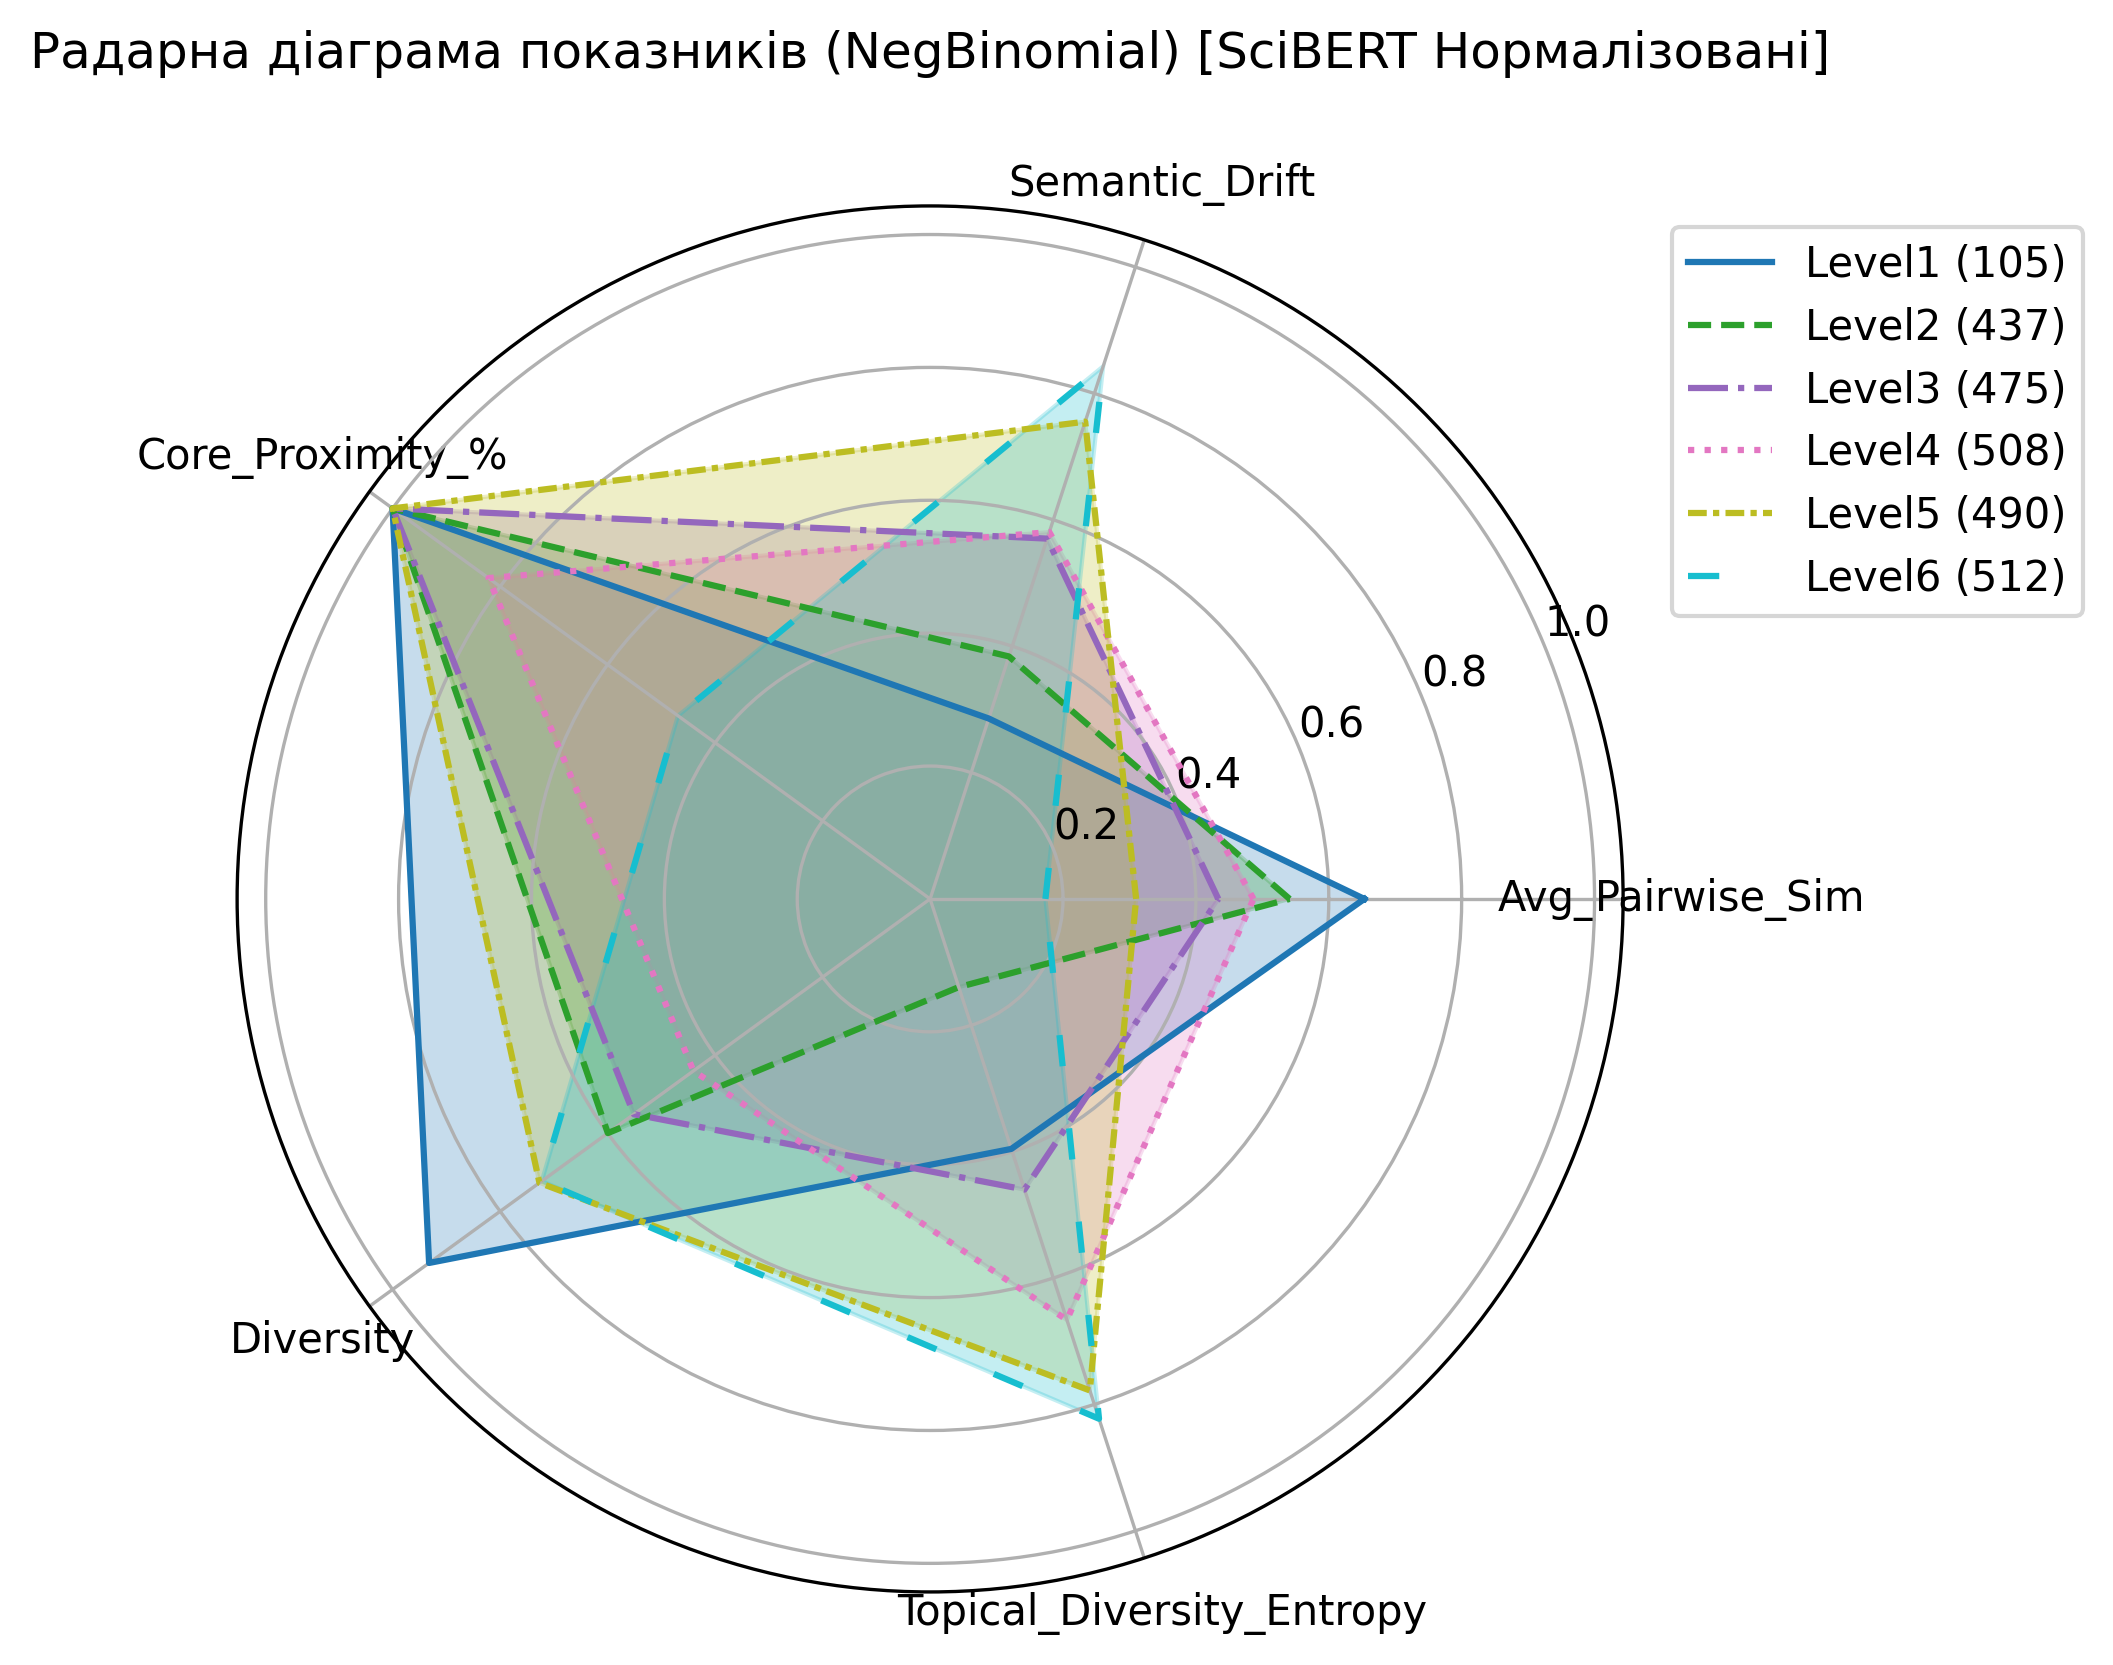 Радарна діаграма показників (NegBinomial) [SciBERT Нормалізовані]
Semantic_Drift
Level1 (105)
Level2 (437)
Level3 (475)
Level4 (508)
Level5 (490)
Level6 (512)
Core_Proximity_%
1.0
0.8
0.6
0.4
0.2
Avg_Pairwise_Sim
Diversity
Topical_Diversity_Entropy